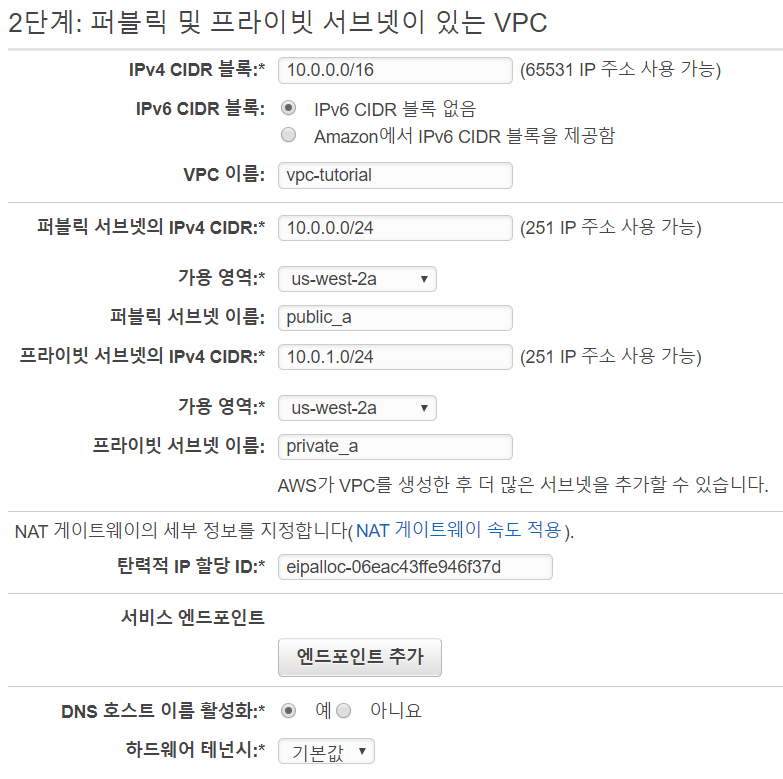 2단계: 퍼블릭 및 프라이빗 서브넷이 있는 VPC
IPv4 CIDR 블록:* 10.0.0.0/16 (65531 IP 주소 사용 가능)
IPv6 CIDR 블록: IPv6 CIDR 블록 없음
Amazon에서 IPv6 CIDR 블록을 제공함
VPC 이름: vpc-tutorial
퍼블릭 서브넷의 IPv4 CIDR:* 10.0.0.0/24 (251 IP 주소 사용 가능)
가용 영역:* us-west-2a
퍼블릭 서브넷 이름: public_a
프라이빗 서브넷의 IPv4 CIDR:* 10.0.1.0/24 (251 IP 주소 사용 가능)
가용 영역:* us-west-2a
프라이빗 서브넷 이름: private_a
AWS가 VPC를 생성한 후 더 많은 서브넷을 추가할 수 있습니다.
NAT 게이트웨이의 세부 정보를 지정합니다(NAT 게이트웨이 속도 적용).
탄력적 IP 할당 ID:* eipalloc-06eac43ffe946f37d
서비스 엔드포인트
엔드포인트 추가
DNS 호스트 이름 활성화:* 예 아니요
하드웨어 테넌시:* 기본값